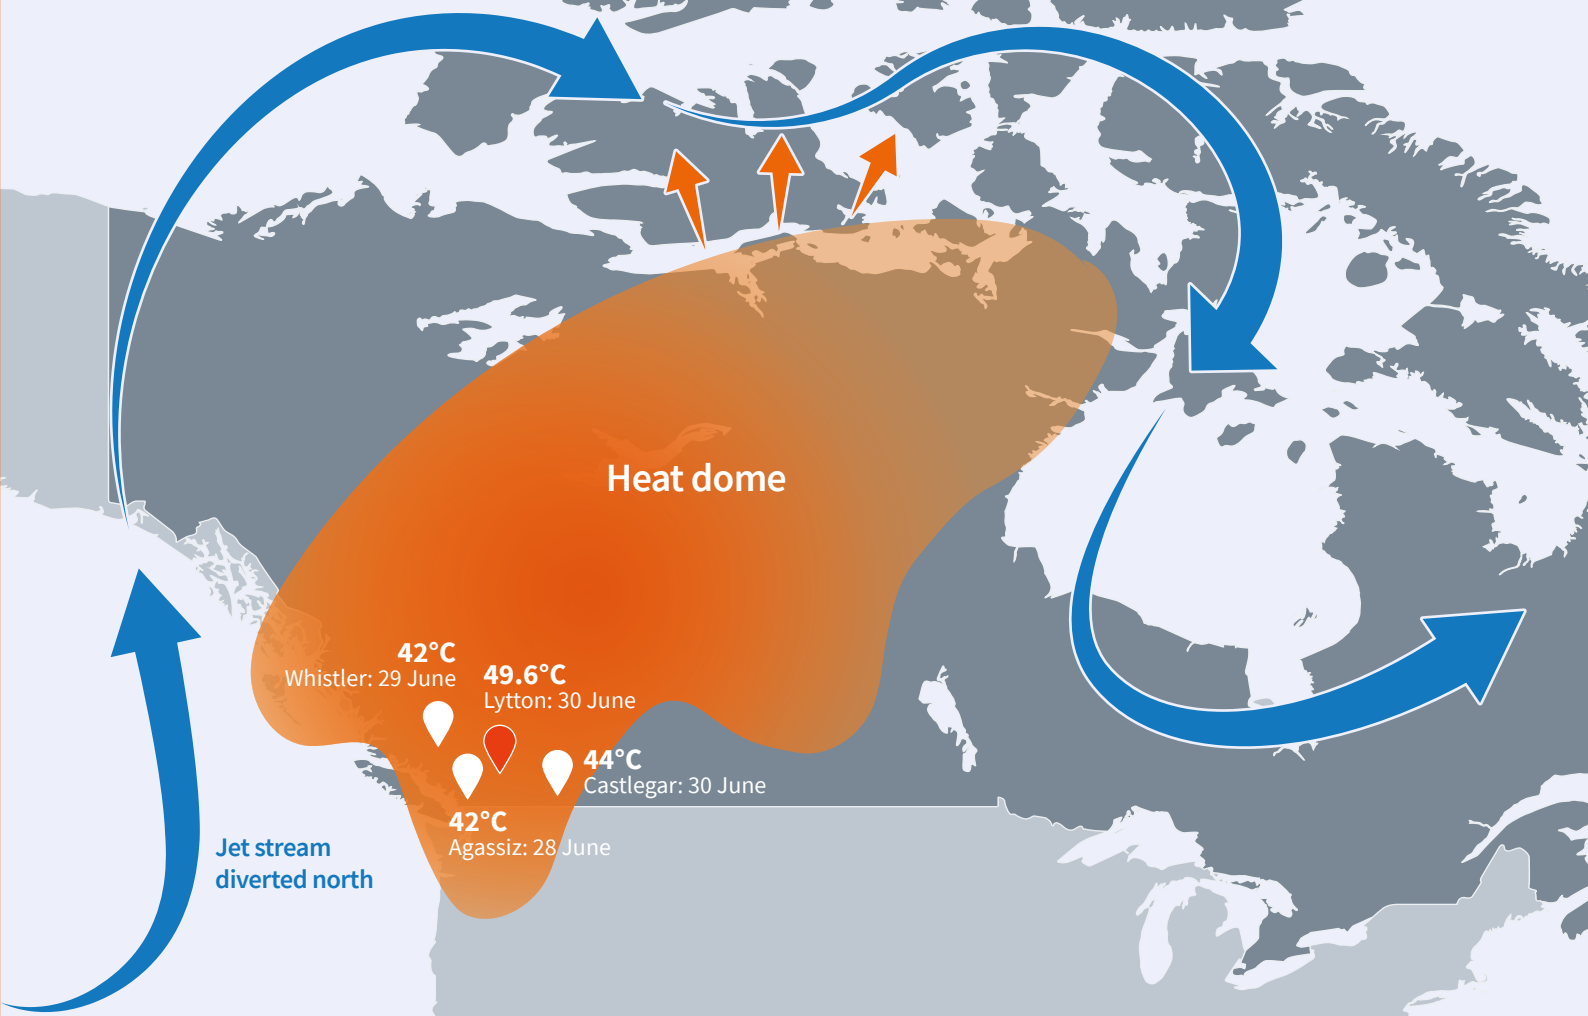 Heat dome
42°C
Whistler: 29 June
49.6°C
Lytton: 30 June
44°C
Castlegar: 30 June
42°C
Agassiz: 28 June
Jet stream
diverted north